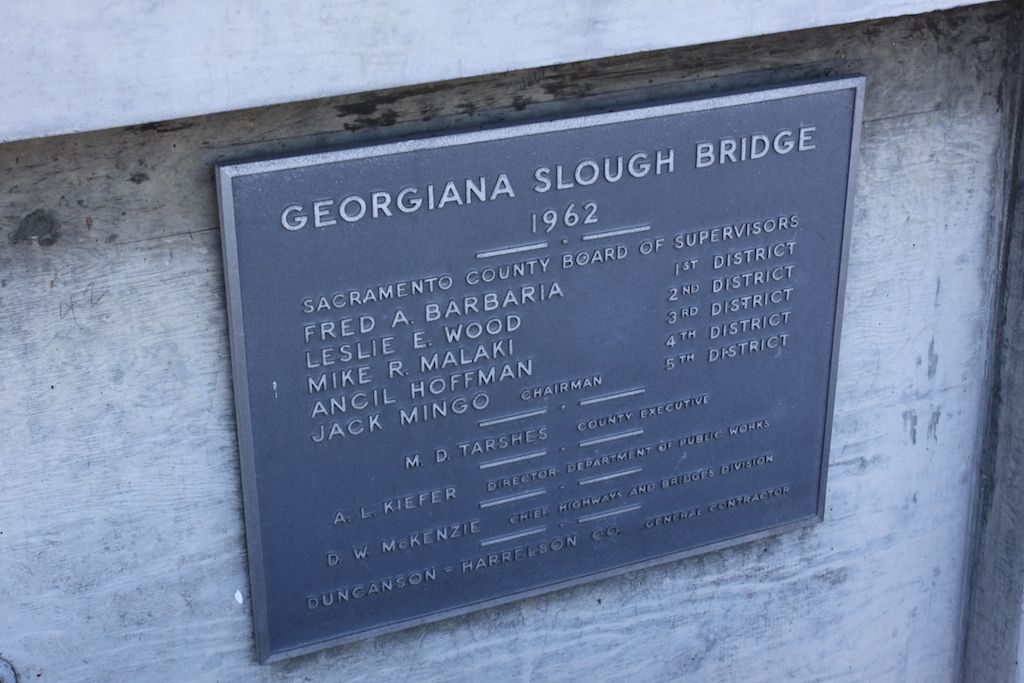 GEORGIANA SLOUGH BRIDGE
1962
SACRAMENTO COUNTY BOARD OF SUPERVISORS
FRED A. BARBARIA 1ST DISTRICT
LESLIE E. WOOD 2ND DISTRICT
MIKE R. MALAKI 3RD DISTRICT
ANCIL HOFFMAN 4TH DISTRICT
JACK MINGO CHAIRMAN 5TH DISTRICT
M. D. TARSHES COUNTY EXECUTIVE
A. L. KIEFER DIRECTOR DEPARTMENT OF PUBLIC WORKS
D. W. McKENZIE CHIEF HIGHWAYS AND BRIDGES DIVISION
DUNCANSON - HARRELSON CO. GENERAL CONTRACTOR